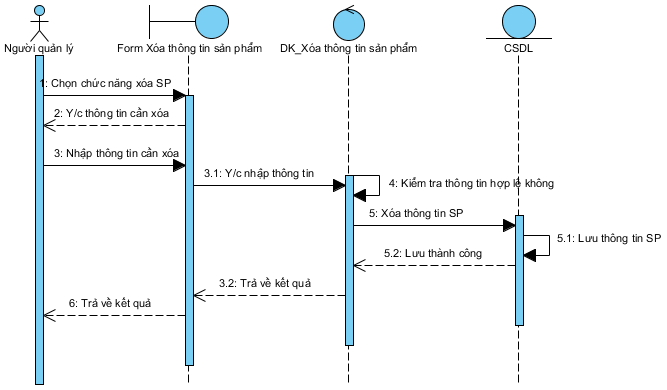 Người quản lý
Form Xóa thông tin sản phẩm
DK_Xóa thông tin sản phẩm
CSDL
1: Chọn chức năng xóa SP
2: Y/c thông tin cần xóa
3: Nhập thông tin cần xóa
3.1: Y/c nhập thông tin
4: Kiểm tra thông tin hợp lệ không
5: Xóa thông tin SP
5.1: Lưu thông tin SP
5.2: Lưu thành công
3.2: Trả về kết quả
6: Trả về kết quả